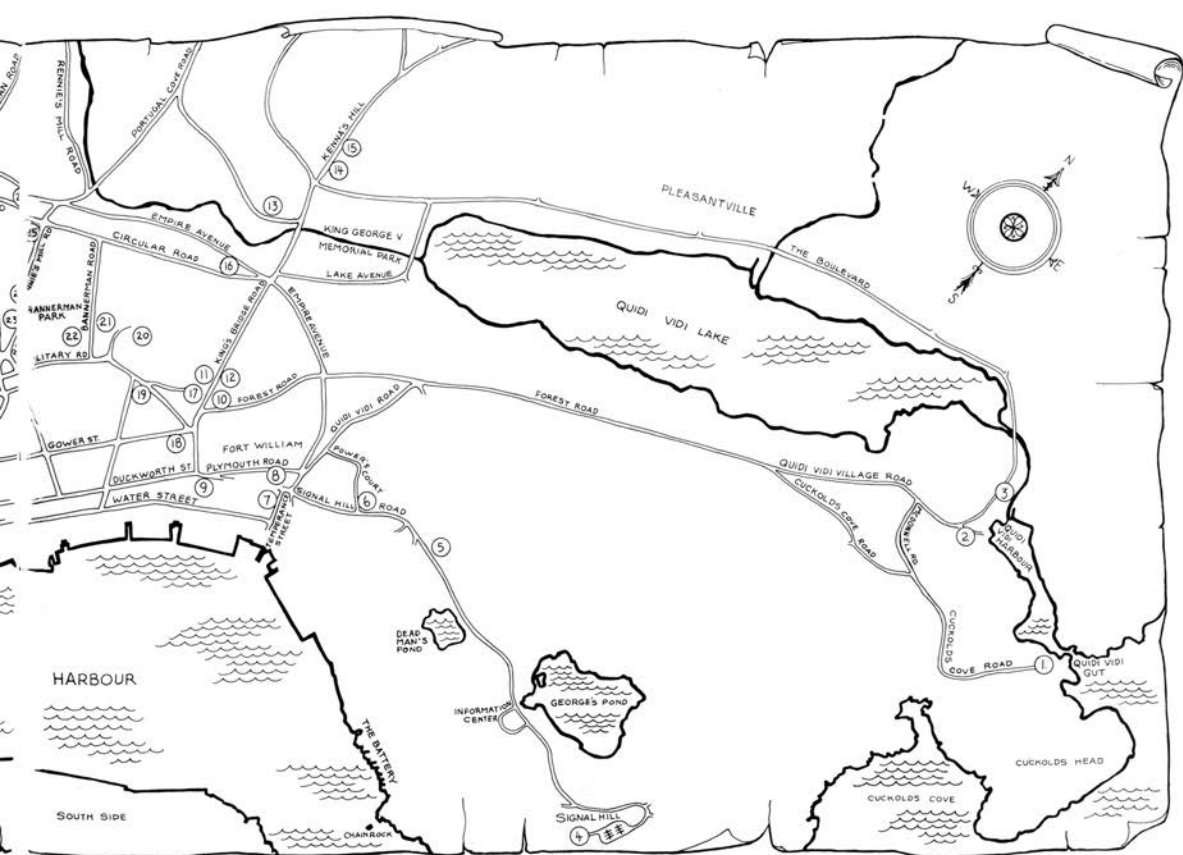 RENNIE'S MILL ROAD
PORTUGAL COVE ROAD
KENNA'S HILL
15
14
13
PLEASANTVILLE
N
W
E
S
EMPIRE AVENUE
CIRCULAR ROAD
KING GEORGE V
MEMORIAL PARK
LAKE AVENUE
16
THE BOULEVARD
QUIDI VIDI LAKE
BANNERMAN ROAD
BANNERMAN
PARK
22
21
20
KING'S BRIDGE ROAD
EMPIRE AVENUE
LITARY RD
11
12
19
17
10
FOREST ROAD
QUIDI VIDI ROAD
FOREST ROAD
GOWER ST.
18
FORT WILLIAM
POWER'S
COURT
DUCKWORTH ST.
PLYMOUTH ROAD
8
9
WATER STREET
7
TEMPERANCE
STREET
SIGNAL HILL ROAD
6
5
QUIDI VIDI VILLAGE ROAD
CUCKOLDS COVE
ROAD
MCDONNELL RD
3
2
QUIDI
VIDI
HARBOUR
DEAD
MAN'S
POND
CUCKOLDS
COVE ROAD
1
QUIDI VIDI
GUT
HARBOUR
INFORMATION
CENTER
GEORGE'S POND
THE BATTERY
CUCKOLDS HEAD
CUCKOLDS COVE
SOUTH SIDE
CHAIN ROCK
SIGNAL HILL
4